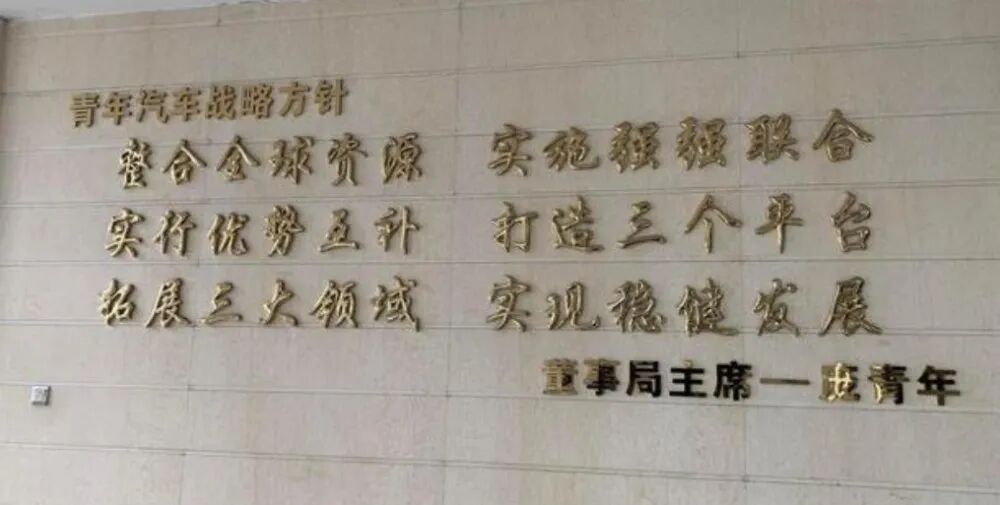 青年汽车战略方针
整合全球资源 实施强强联合
实行优势互补 打造三个平台
拓展三大领域 实现稳健发展
董事局主席一庞青年